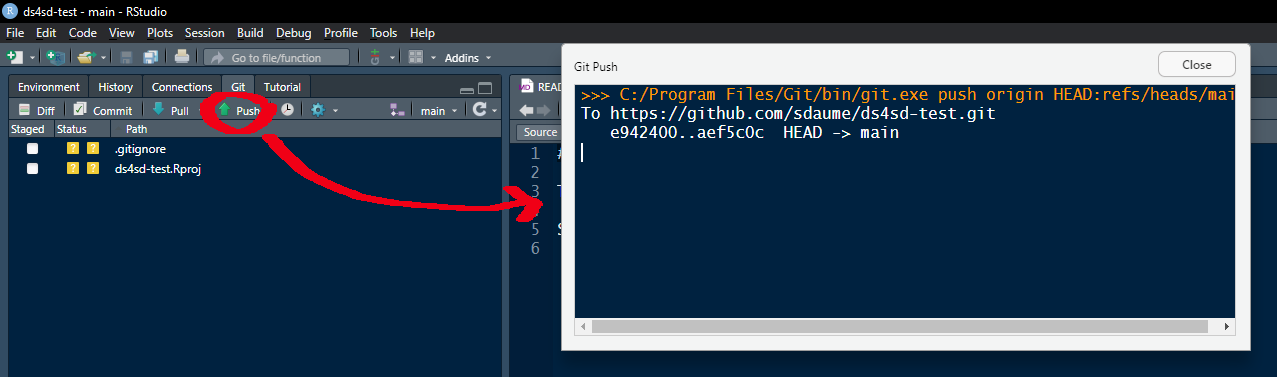 ds4sd-test - main - RStudio
File Edit Code View Plots Session Build Debug Profile Tools Help
Go to file/function Addins
Environment History Connections Git Tutorial
Diff Commit Pull Push main
Staged Status Path
? ? .gitignore
? ? ds4sd-test.Rproj
MD READ
Source
1 #
2
3
5 S
6
Git Push
Close
>>> C:/Program Files/Git/bin/git.exe push origin HEAD:refs/heads/mai
To https://github.com/sdaume/ds4sd-test.git
e942400..aef5c0c HEAD -> main